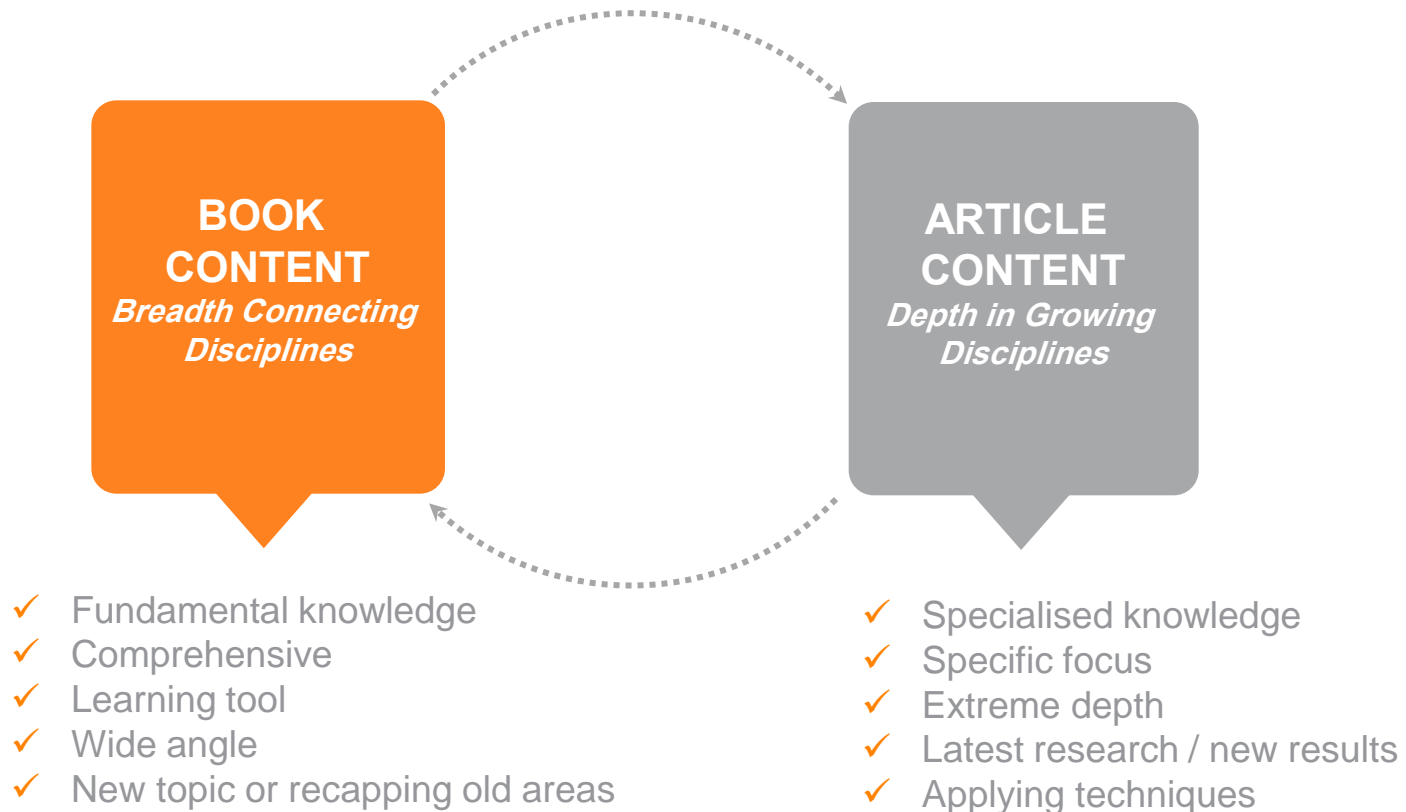 BOOK
CONTENT
Breadth Connecting
Disciplines
Fundamental knowledge
Comprehensive
Learning tool
Wide angle
New topic or recapping old areas
ARTICLE
CONTENT
Depth in Growing
Disciplines
Specialised knowledge
Specific focus
Extreme depth
Latest research / new results
Applying techniques